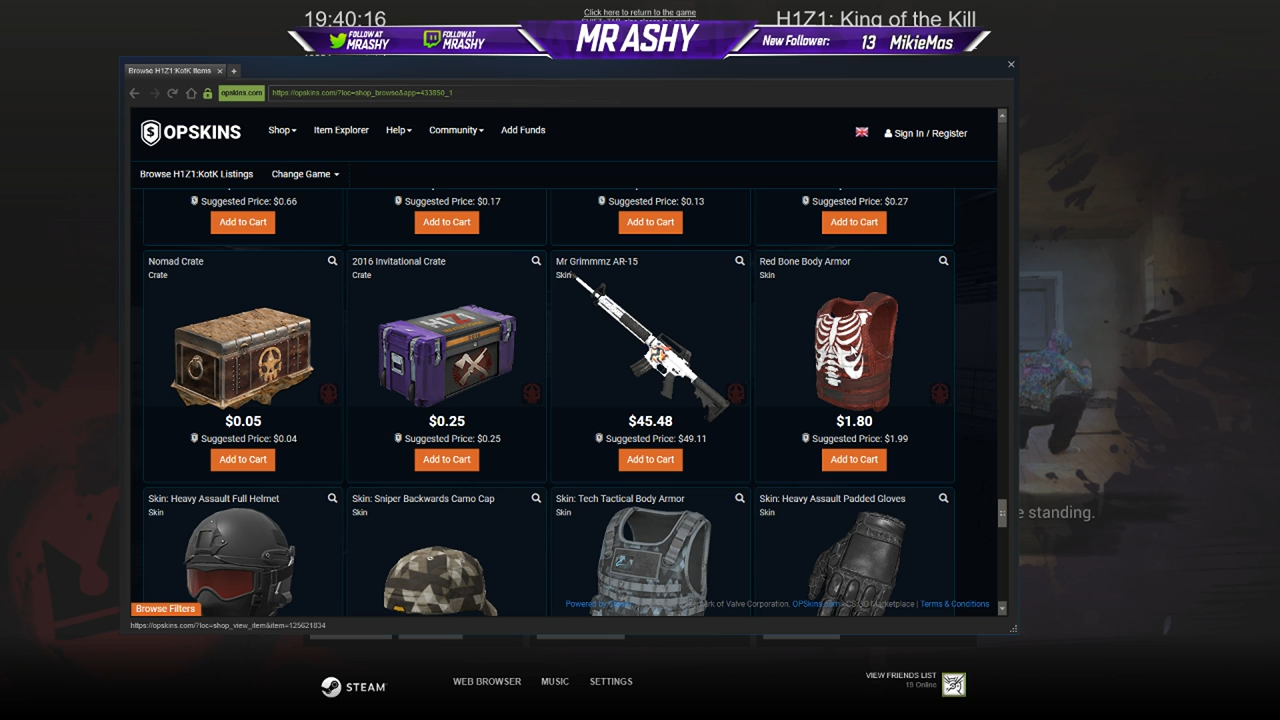 19:40:16
Click here to return to the game
H1Z1: King of the Kill
FOLLOW AT MRASHY
FOLLOW AT MRASHY
MR ASHY
New Follower: 13 MikieMas
Browse H1Z1:KotK Items
opskins.com https://opskins.com/?loc=shop_browse&app=433850_1
OPSKINS Shop Item Explorer Help Community Add Funds Sign In / Register
Browse H1Z1:KotK Listings Change Game
Suggested Price: $0.66 Suggested Price: $0.17 Suggested Price: $0.13 Suggested Price: $0.27
Add to Cart Add to Cart Add to Cart Add to Cart
Nomad Crate 2016 Invitational Crate Mr Grimmmz AR-15 Red Bone Body Armor
Crate Crate Skin Skin
H1Z1
$0.05 $0.25 $45.48 $1.80
Suggested Price: $0.04 Suggested Price: $0.25 Suggested Price: $49.11 Suggested Price: $1.99
Add to Cart Add to Cart Add to Cart Add to Cart
Skin: Heavy Assault Full Helmet Skin: Sniper Backwards Camo Cap Skin: Tech Tactical Body Armor Skin: Heavy Assault Padded Gloves
Skin Skin Skin Skin
e standing.
Browse Filters
Powered by of Valve Corporation. OPSkins.com Marketplace | Terms & Conditions
https://opskins.com/?loc=shop_view_item&item=125621834
STEAM WEB BROWSER MUSIC SETTINGS
VIEW FRIENDS LIST
Online